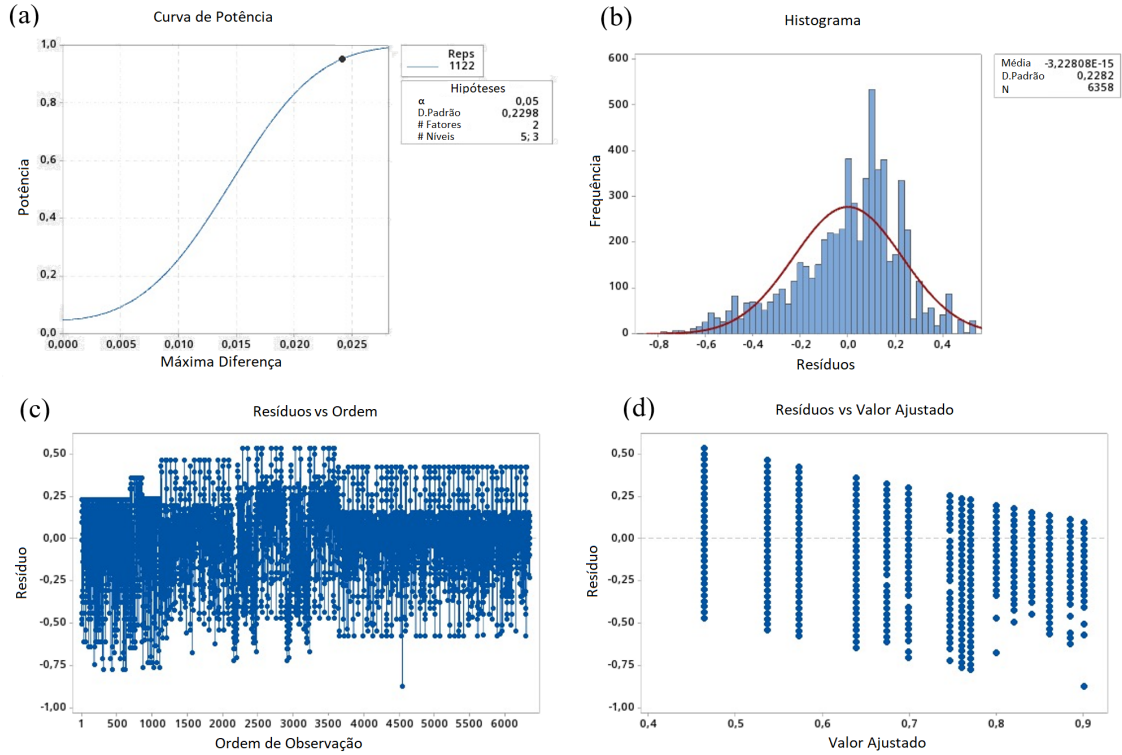 (a)
Curva de Potência
Potência
1,0
0,8
0,6
0,4
0,2
0,0
0,000 0,005 0,010 0,015 0,020 0,025
Máxima Diferença
Reps
1122
Hipóteses
α 0,05
D.Padrão 0,2298
# Fatores 2
# Níveis 5; 3
(b)
Histograma
Frequência
600
500
400
300
200
100
0
-0,8 -0,6 -0,4 -0,2 0,0 0,2 0,4
Resíduos
Média -3,22808E-15
D.Padrão 0,2282
N 6358
(c)
Resíduos vs Ordem
Resíduo
0,50
0,25
0,00
-0,25
-0,50
-0,75
-1,00
1 500 1000 1500 2000 2500 3000 3500 4000 4500 5000 5500 6000
Ordem de Observação
(d)
Resíduos vs Valor Ajustado
Resíduo
0,50
0,25
0,00
-0,25
-0,50
-0,75
-1,00
0,4 0,5 0,6 0,7 0,8 0,9
Valor Ajustado